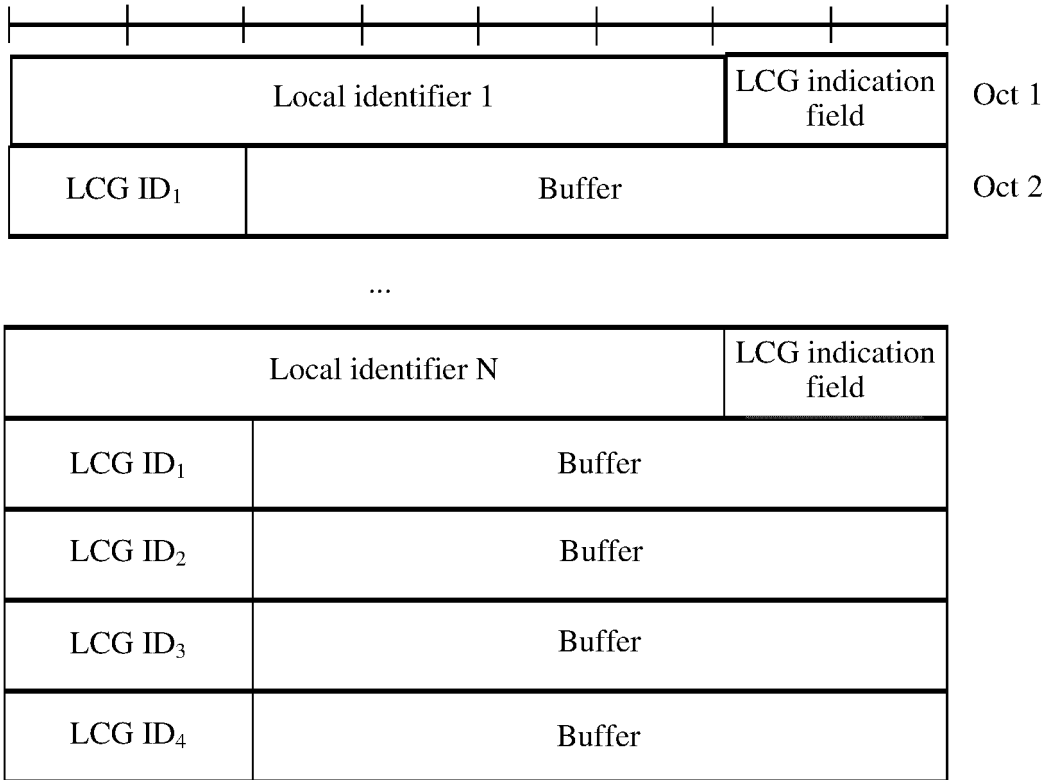 Local identifier 1
LCG indication
field
Oct 1
LCG ID₁
Buffer
Oct 2
...
Local identifier N
LCG indication
field
LCG ID₁
Buffer
LCG ID₂
Buffer
LCG ID₃
Buffer
LCG ID₄
Buffer